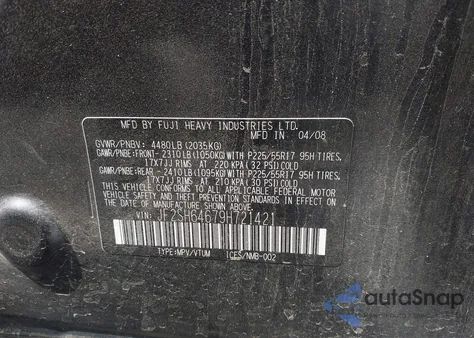 MFD BY FUJI HEAVY INDUSTRIES LTD.
MFD IN 04/08
GVWR/PNBV: 4480LB (2035KG)
GAWR/PNBE:FRONT- 2310LB (1050KG)WITH P225/55R17 95H TIRES,
17X7JJ RIMS AT 220 KPA(32 PSI)COLD
GAWR/PNBE:REAR -2410LB (1095KG)WITH P225/55R17 95H TIRES,
17X7JJ RIMS AT 210 KPA(30 PSI)COLD
THIS VEHICLE CONFORMS TO ALL APPLICABLE FEDERAL MOTOR
VEHICLE SAFETY, BUMPER, AND THEFT PREVENTION STANDARDS IN EFFECT ON THE
DATE OF MANUFACTURE SHOWN ABOVE.
VIN: JF2SH64679H721421
TYPE:MPV/VTUM ICES/NMB-002
autoSnap